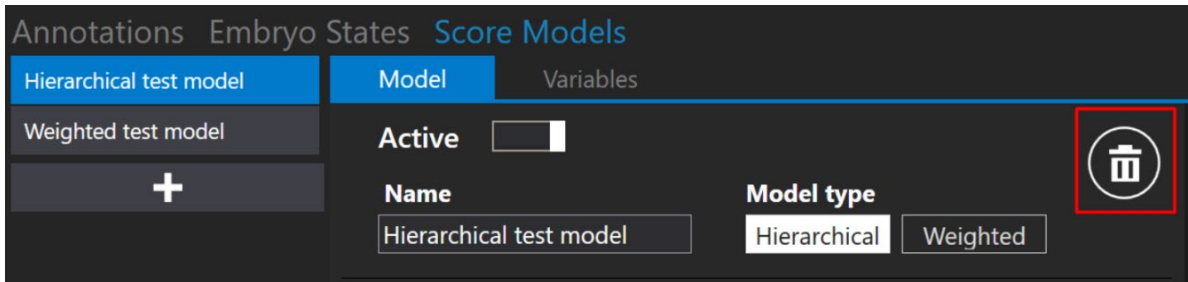 Annotations Embryo States Score Models
Hierarchical test model
Weighted test model
Model Variables
Active
Name
Hierarchical test model
Model type
Hierarchical Weighted